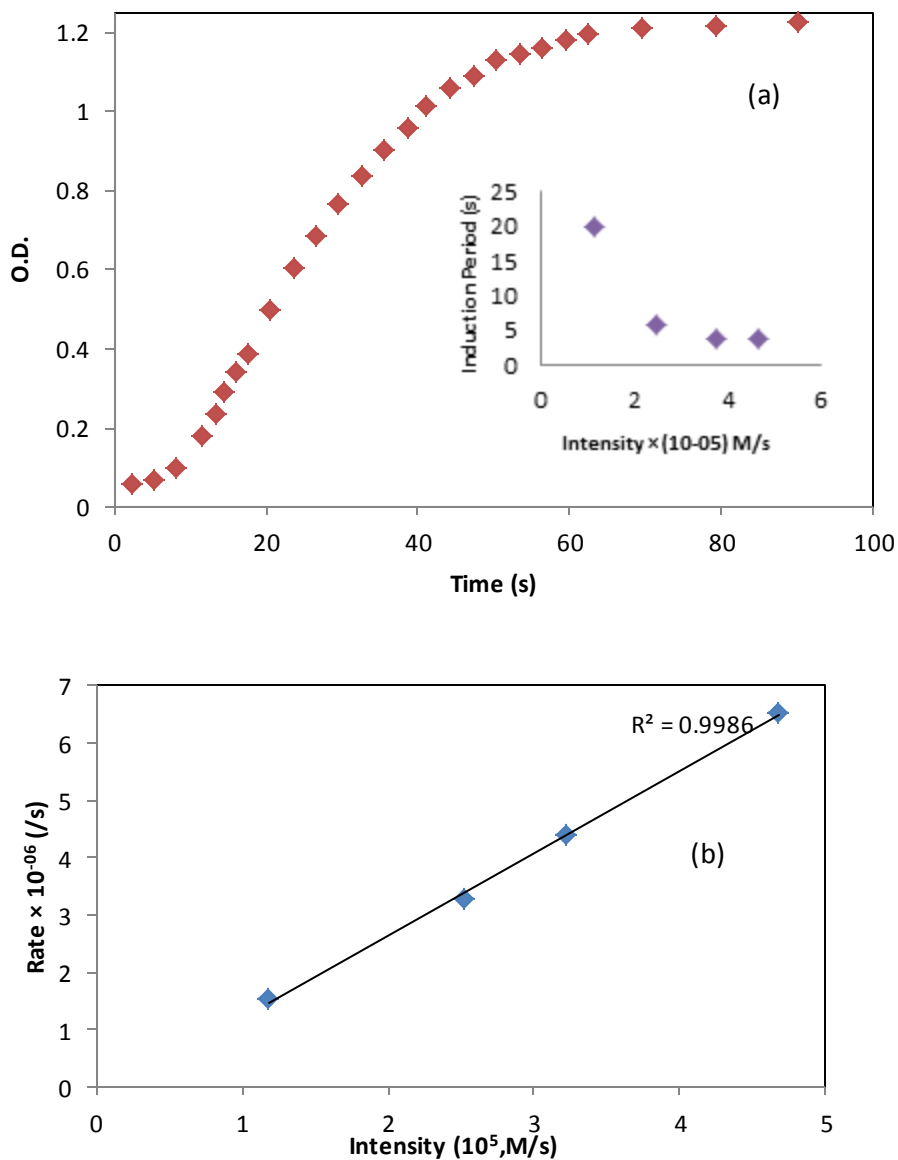 1.2
1
0.8
0.6
0.4
0.2
0
O.D.
(a)
0 20 40 60 80 100
Time (s)
25
20
15
10
5
0
Induction Period (s)
0 2 4 6
Intensity × (10-05) M/s
7
6
5
4
3
2
1
0
Rate × 10⁻⁰⁶ (/s)
R² = 0.9986
(b)
0 1 2 3 4 5
Intensity (10⁵,M/s)